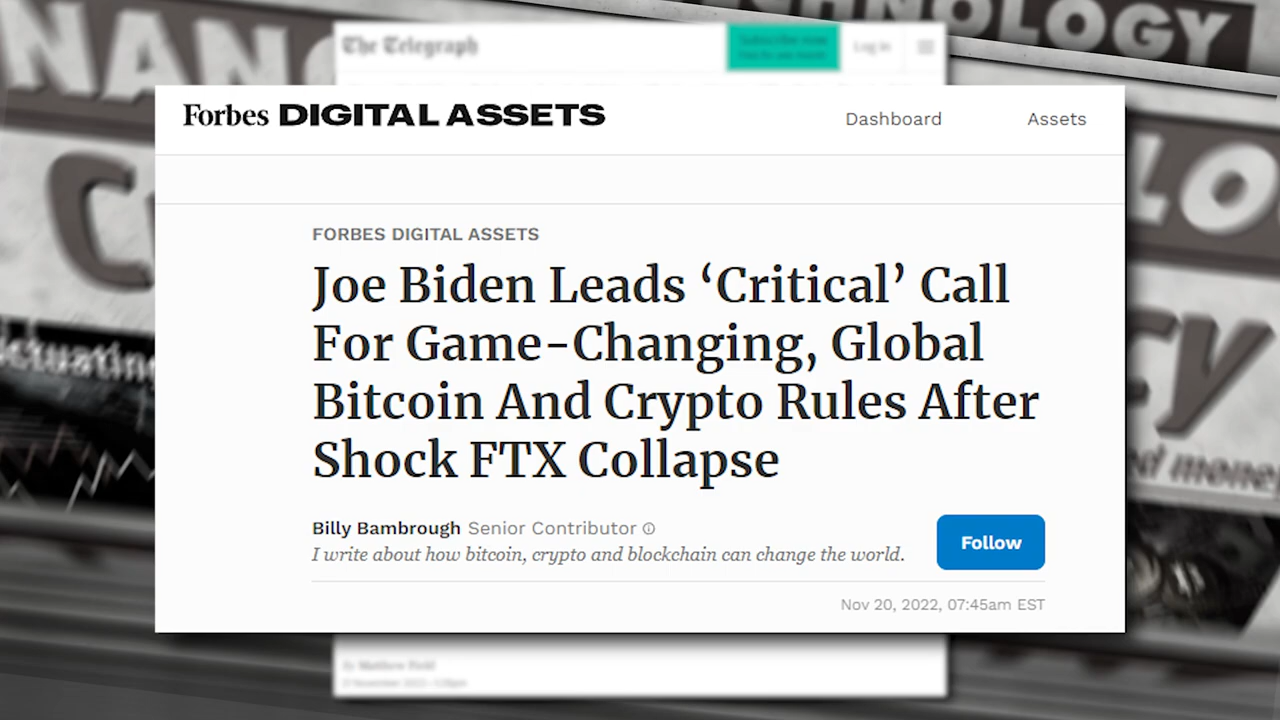 The Telegraph
Log in
Forbes DIGITAL ASSETS
Dashboard
Assets
FORBES DIGITAL ASSETS
Joe Biden Leads ‘Critical’ Call
For Game-Changing, Global
Bitcoin And Crypto Rules After
Shock FTX Collapse
Billy Bambrough Senior Contributor
I write about how bitcoin, crypto and blockchain can change the world.
Follow
Nov 20, 2022, 07:45am EST